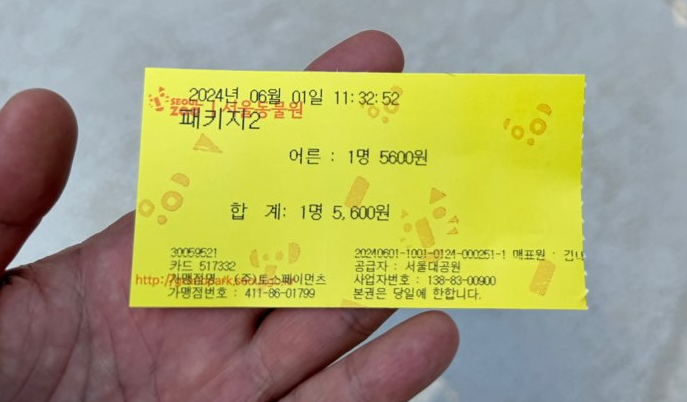 2024년 06월 01일 11:32:52
SEOUL ZOO 서울동물원
패키지2
어른 : 1명 5600원
합 계: 1명 5,600원
30059521
카드 517332
가맹점명 : (주)토스페이먼츠
가맹점번호 : 411-86-01799
20240601-1001-0124-000251-1 매표원 :
공급자 : 서울대공원
사업자번호 : 138-83-00900
본권은 당일에 한합니다.